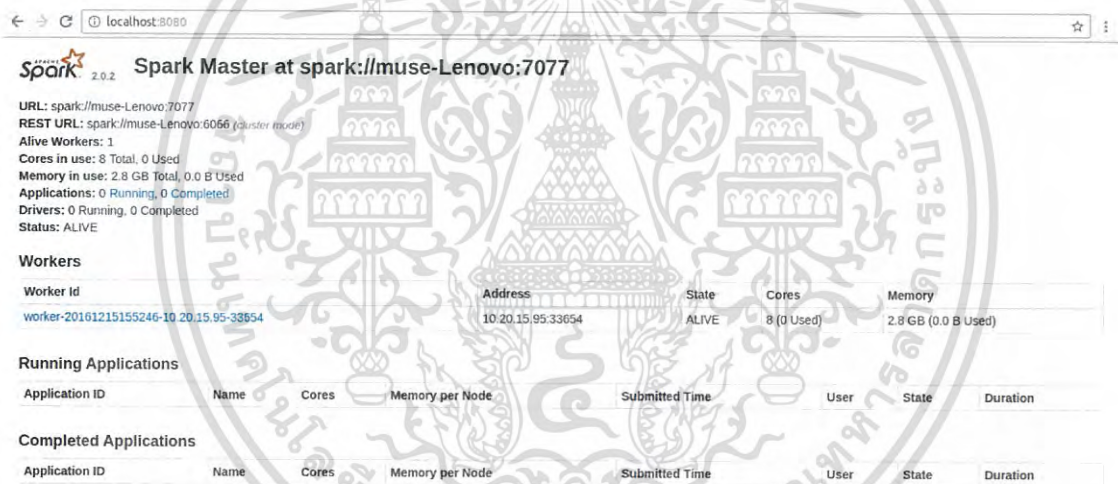 localhost:8080
APACHE Spark 2.0.2 Spark Master at spark://muse-Lenovo:7077
URL: spark://muse-Lenovo:7077
REST URL: spark://muse-Lenovo:6066 (cluster mode)
Alive Workers: 1
Cores in use: 8 Total, 0 Used
Memory in use: 2.8 GB Total, 0.0 B Used
Applications: 0 Running, 0 Completed
Drivers: 0 Running, 0 Completed
Status: ALIVE
Workers
Worker Id Address State Cores Memory
worker-20161215155246-10.20.15.95-33654 10.20.15.95:33654 ALIVE 8 (0 Used) 2.8 GB (0.0 B Used)
Running Applications
Application ID Name Cores Memory per Node Submitted Time User State Duration
Completed Applications
Application ID Name Cores Memory per Node Submitted Time User State Duration